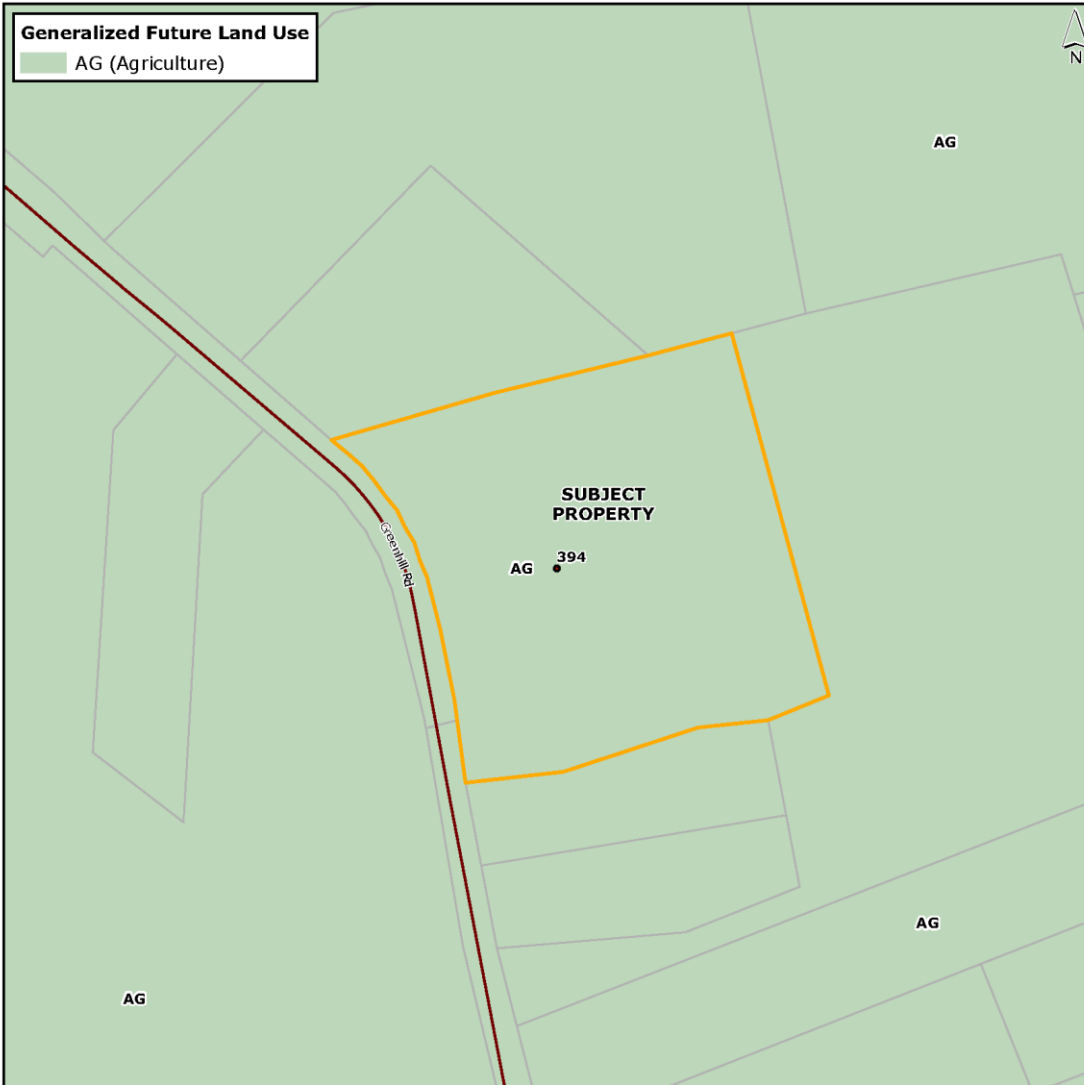 Generalized Future Land Use
AG (Agriculture)
N
AG
SUBJECT
PROPERTY
394
AG
Greenhill Rd
AG
AG